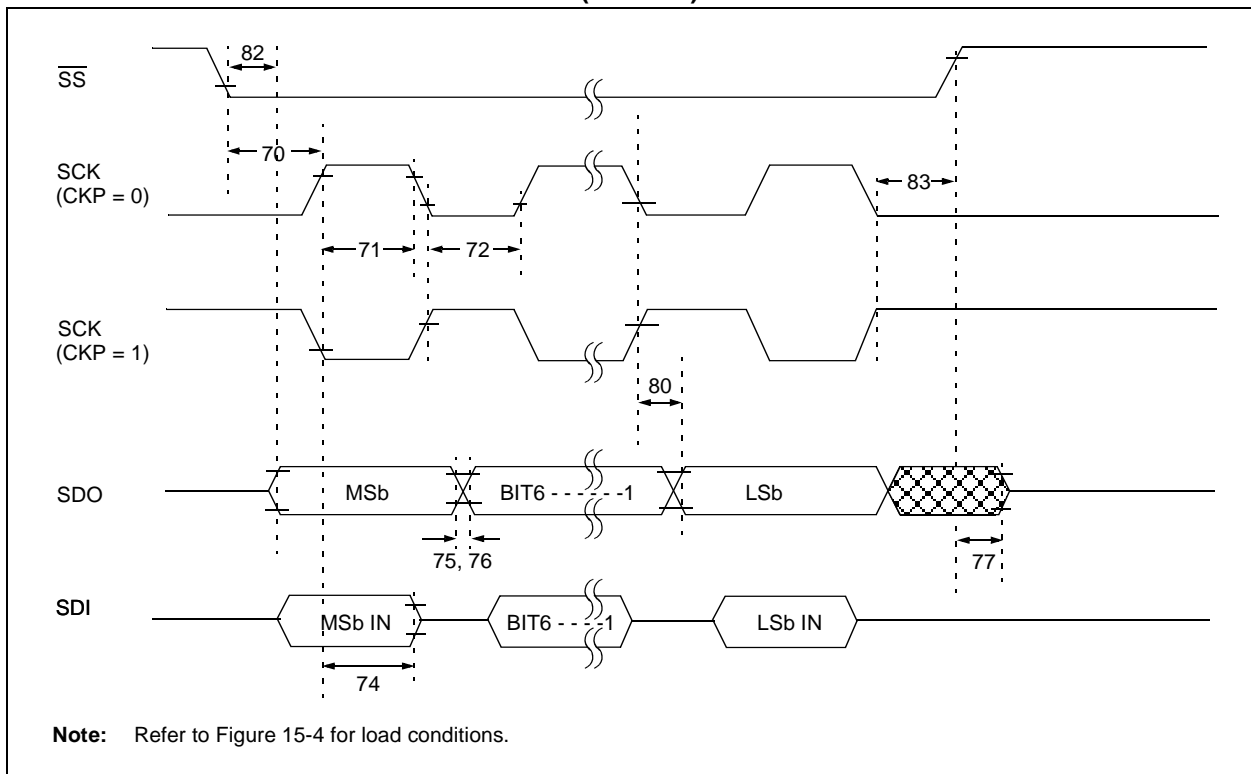 82
SS
70
SCK
(CKP = 0)
83
71
72
SCK
(CKP = 1)
80
SDO
MSb
BIT6 - - - - - -1
LSb
75, 76
77
SDI
MSb IN
BIT6 - - - -1
LSb IN
74
Note: Refer to Figure 15-4 for load conditions.